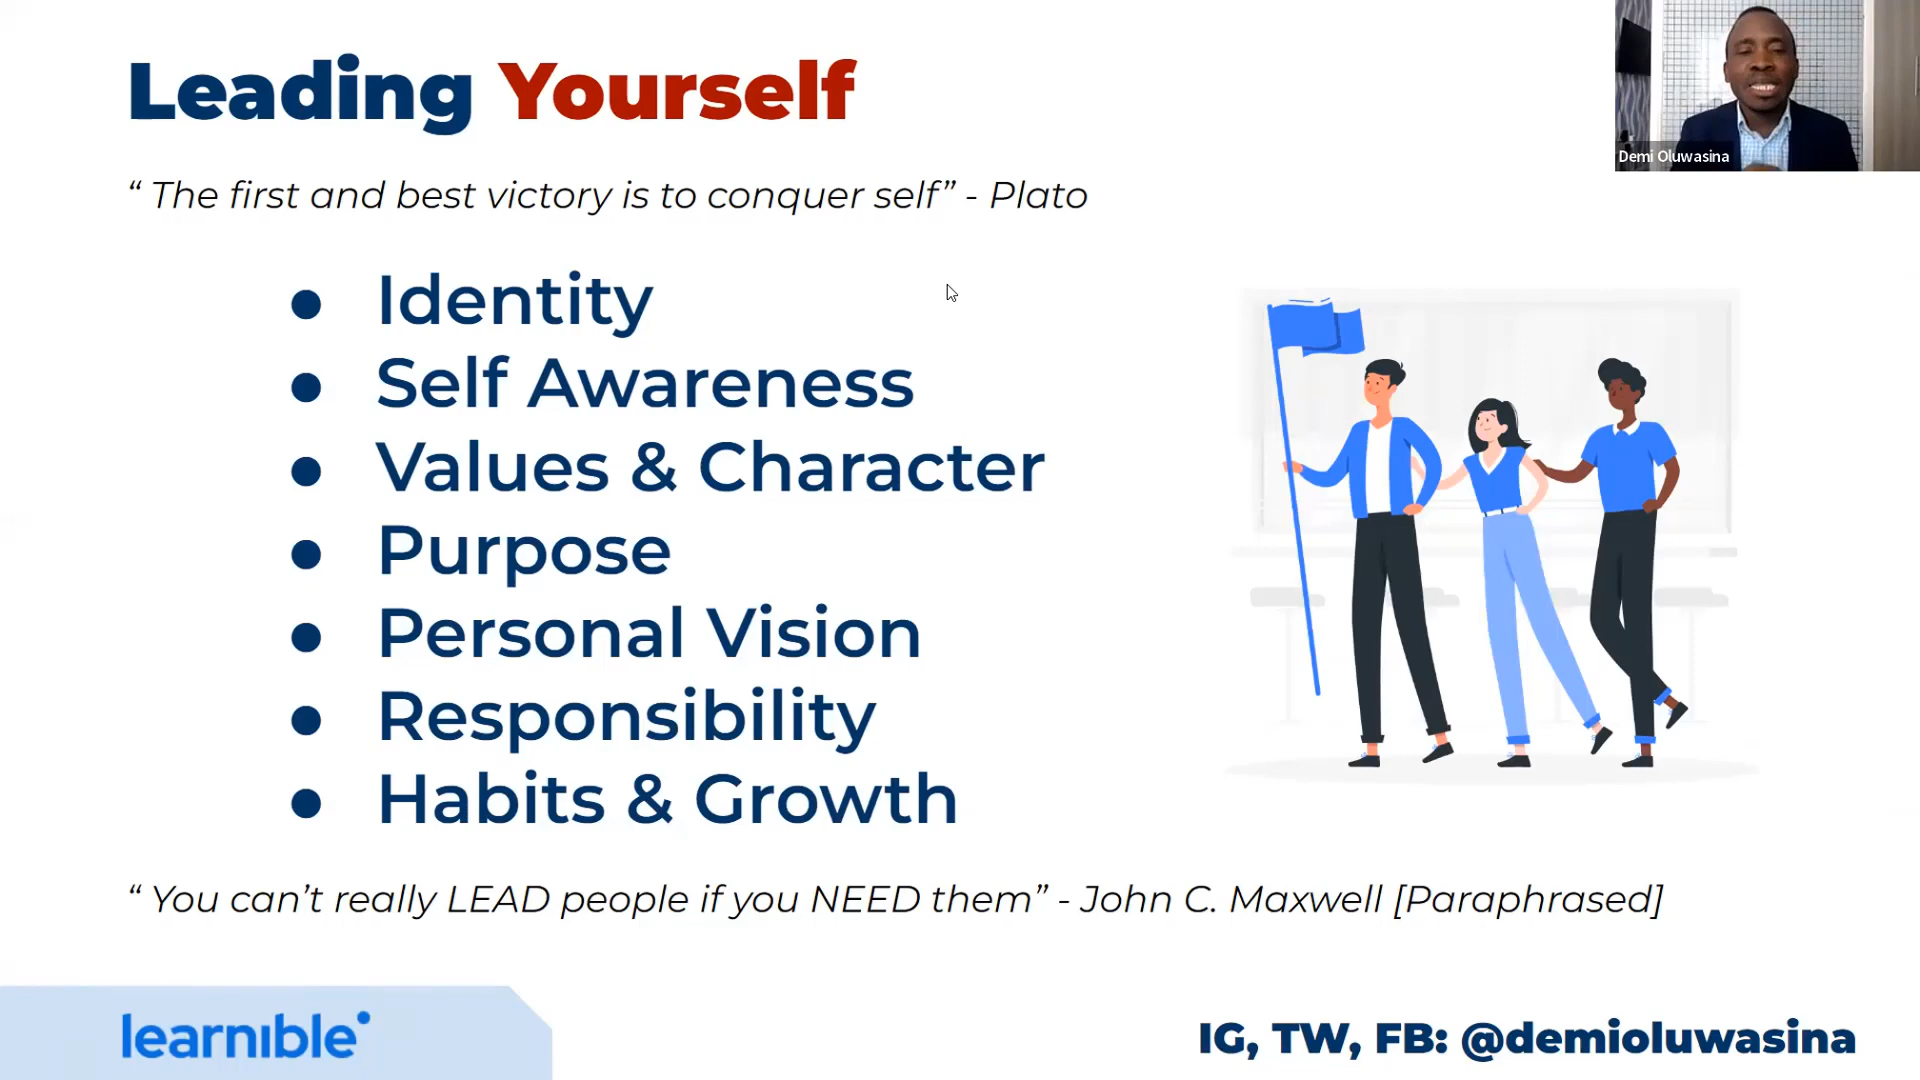 Leading Yourself
Demi Oluwasina
“ The first and best victory is to conquer self” - Plato
● Identity
● Self Awareness
● Values & Character
● Purpose
● Personal Vision
● Responsibility
● Habits & Growth
“ You can’t really LEAD people if you NEED them” - John C. Maxwell [Paraphrased]
learnible
IG, TW, FB: @demioluwasina